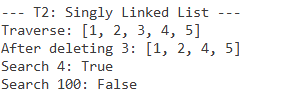 --- T2: Singly Linked List ---
Traverse: [1, 2, 3, 4, 5]
After deleting 3: [1, 2, 4, 5]
Search 4: True
Search 100: False